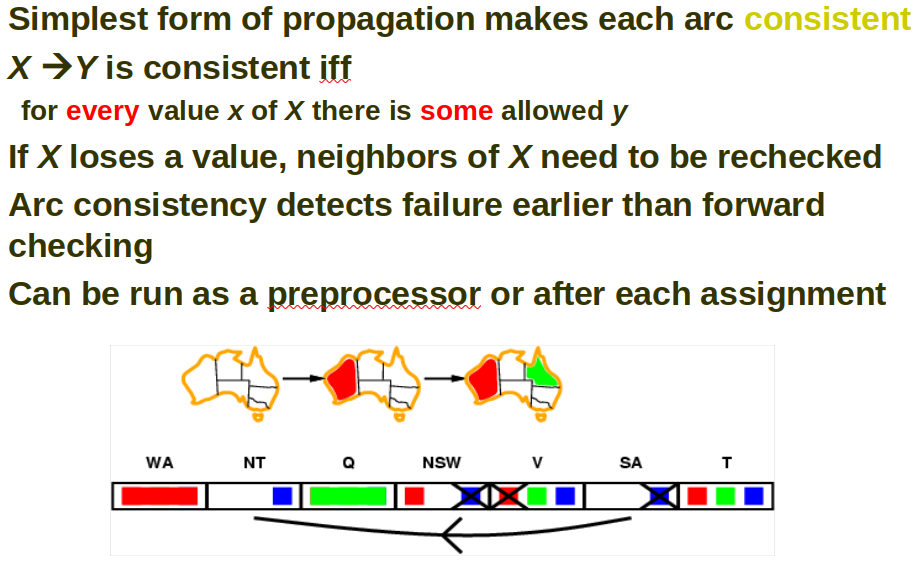 Simplest form of propagation makes each arc consistent
X →Y is consistent iff
for every value x of X there is some allowed y
If X loses a value, neighbors of X need to be rechecked
Arc consistency detects failure earlier than forward
checking
Can be run as a preprocessor or after each assignment
WA NT Q NSW V SA T